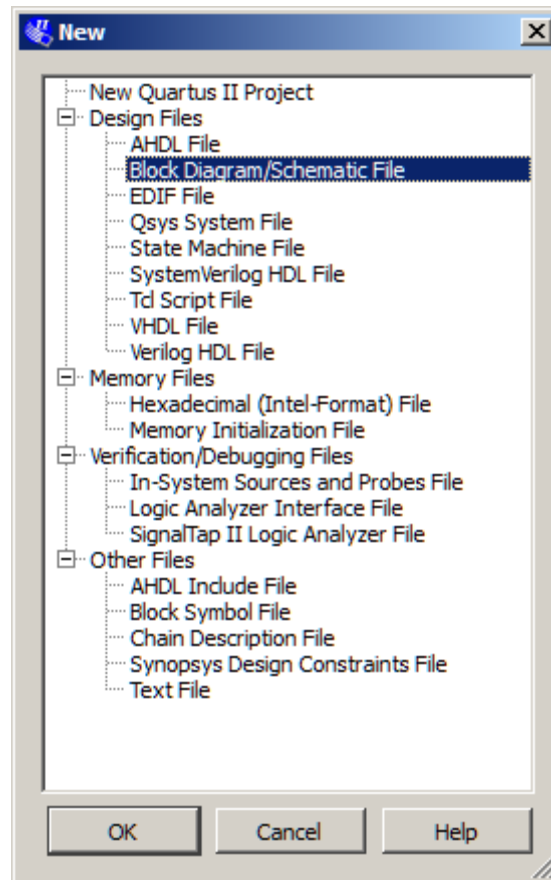 New
New Quartus II Project
Design Files
AHDL File
Block Diagram/Schematic File
EDIF File
Qsys System File
State Machine File
SystemVerilog HDL File
Tcl Script File
VHDL File
Verilog HDL File
Memory Files
Hexadecimal (Intel-Format) File
Memory Initialization File
Verification/Debugging Files
In-System Sources and Probes File
Logic Analyzer Interface File
SignalTap II Logic Analyzer File
Other Files
AHDL Include File
Block Symbol File
Chain Description File
Synopsys Design Constraints File
Text File
OK Cancel Help